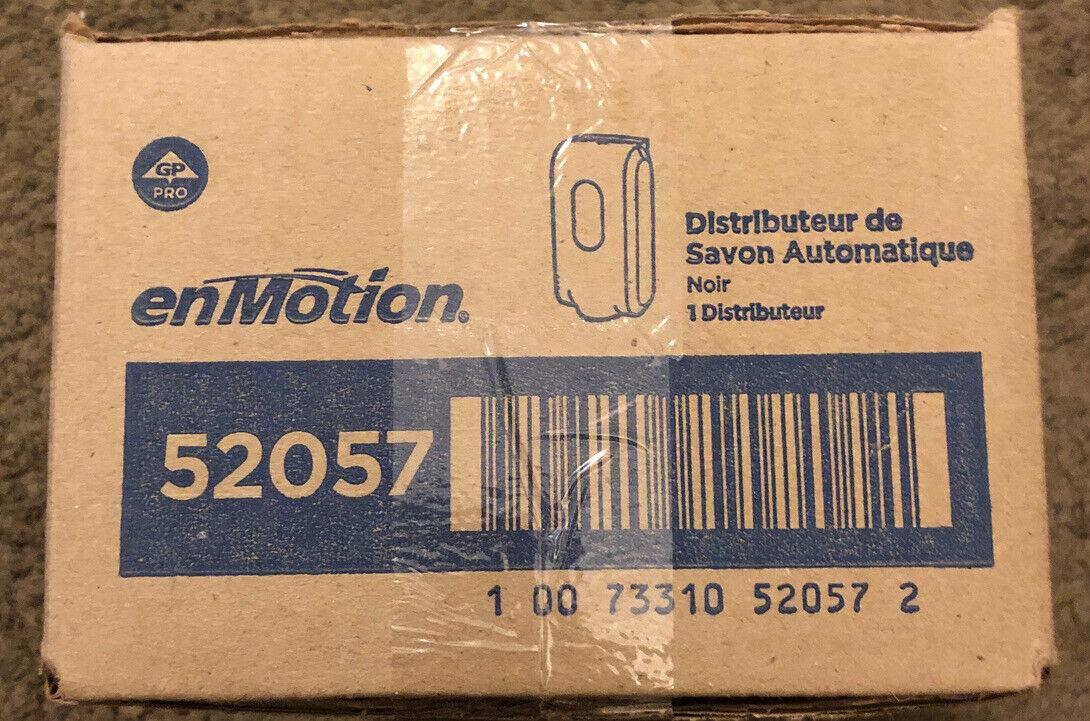 GP
PRO
enMotion®
Distributeur de
Savon Automatique
Noir
1 Distributeur
52057
1 00 73310 52057 2